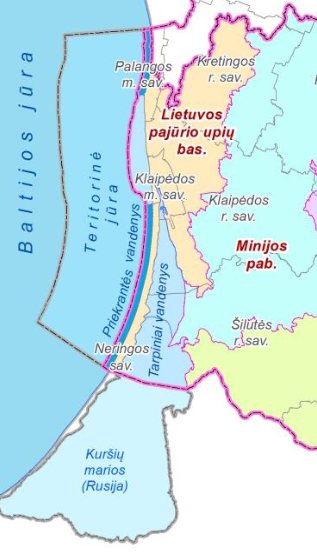 Palangos
m. sav.
Kretingos
r. sav.
Baltijos jūra
Lietuvos
pajūrio upių
bas.
Teritorinė
jūra
Klaipėdos
m. sav.
Klaipėdos
r. sav.
Priekrantės vandenys
Tarpiniai vandenys
Minijos
pab.
Šilutės
r. sav.
Neringos
sav.
Kuršių
marios
(Rusija)